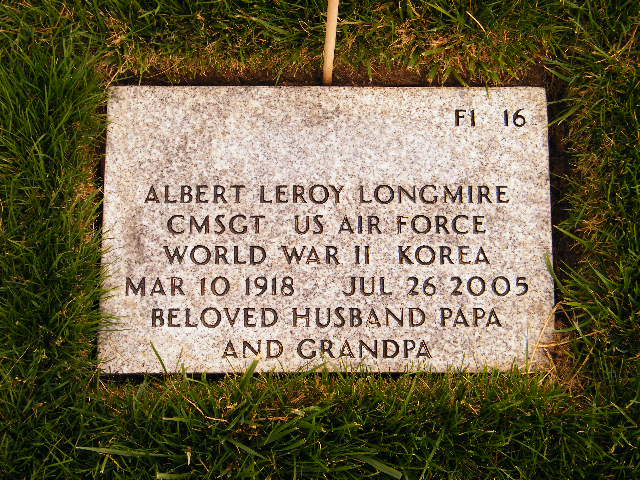 F1 16
ALBERT LEROY LONGMIRE
CMSGT US AIR FORCE
WORLD WAR II KOREA
MAR 10 1918 JUL 26 2005
BELOVED HUSBAND PAPA
AND GRANDPA